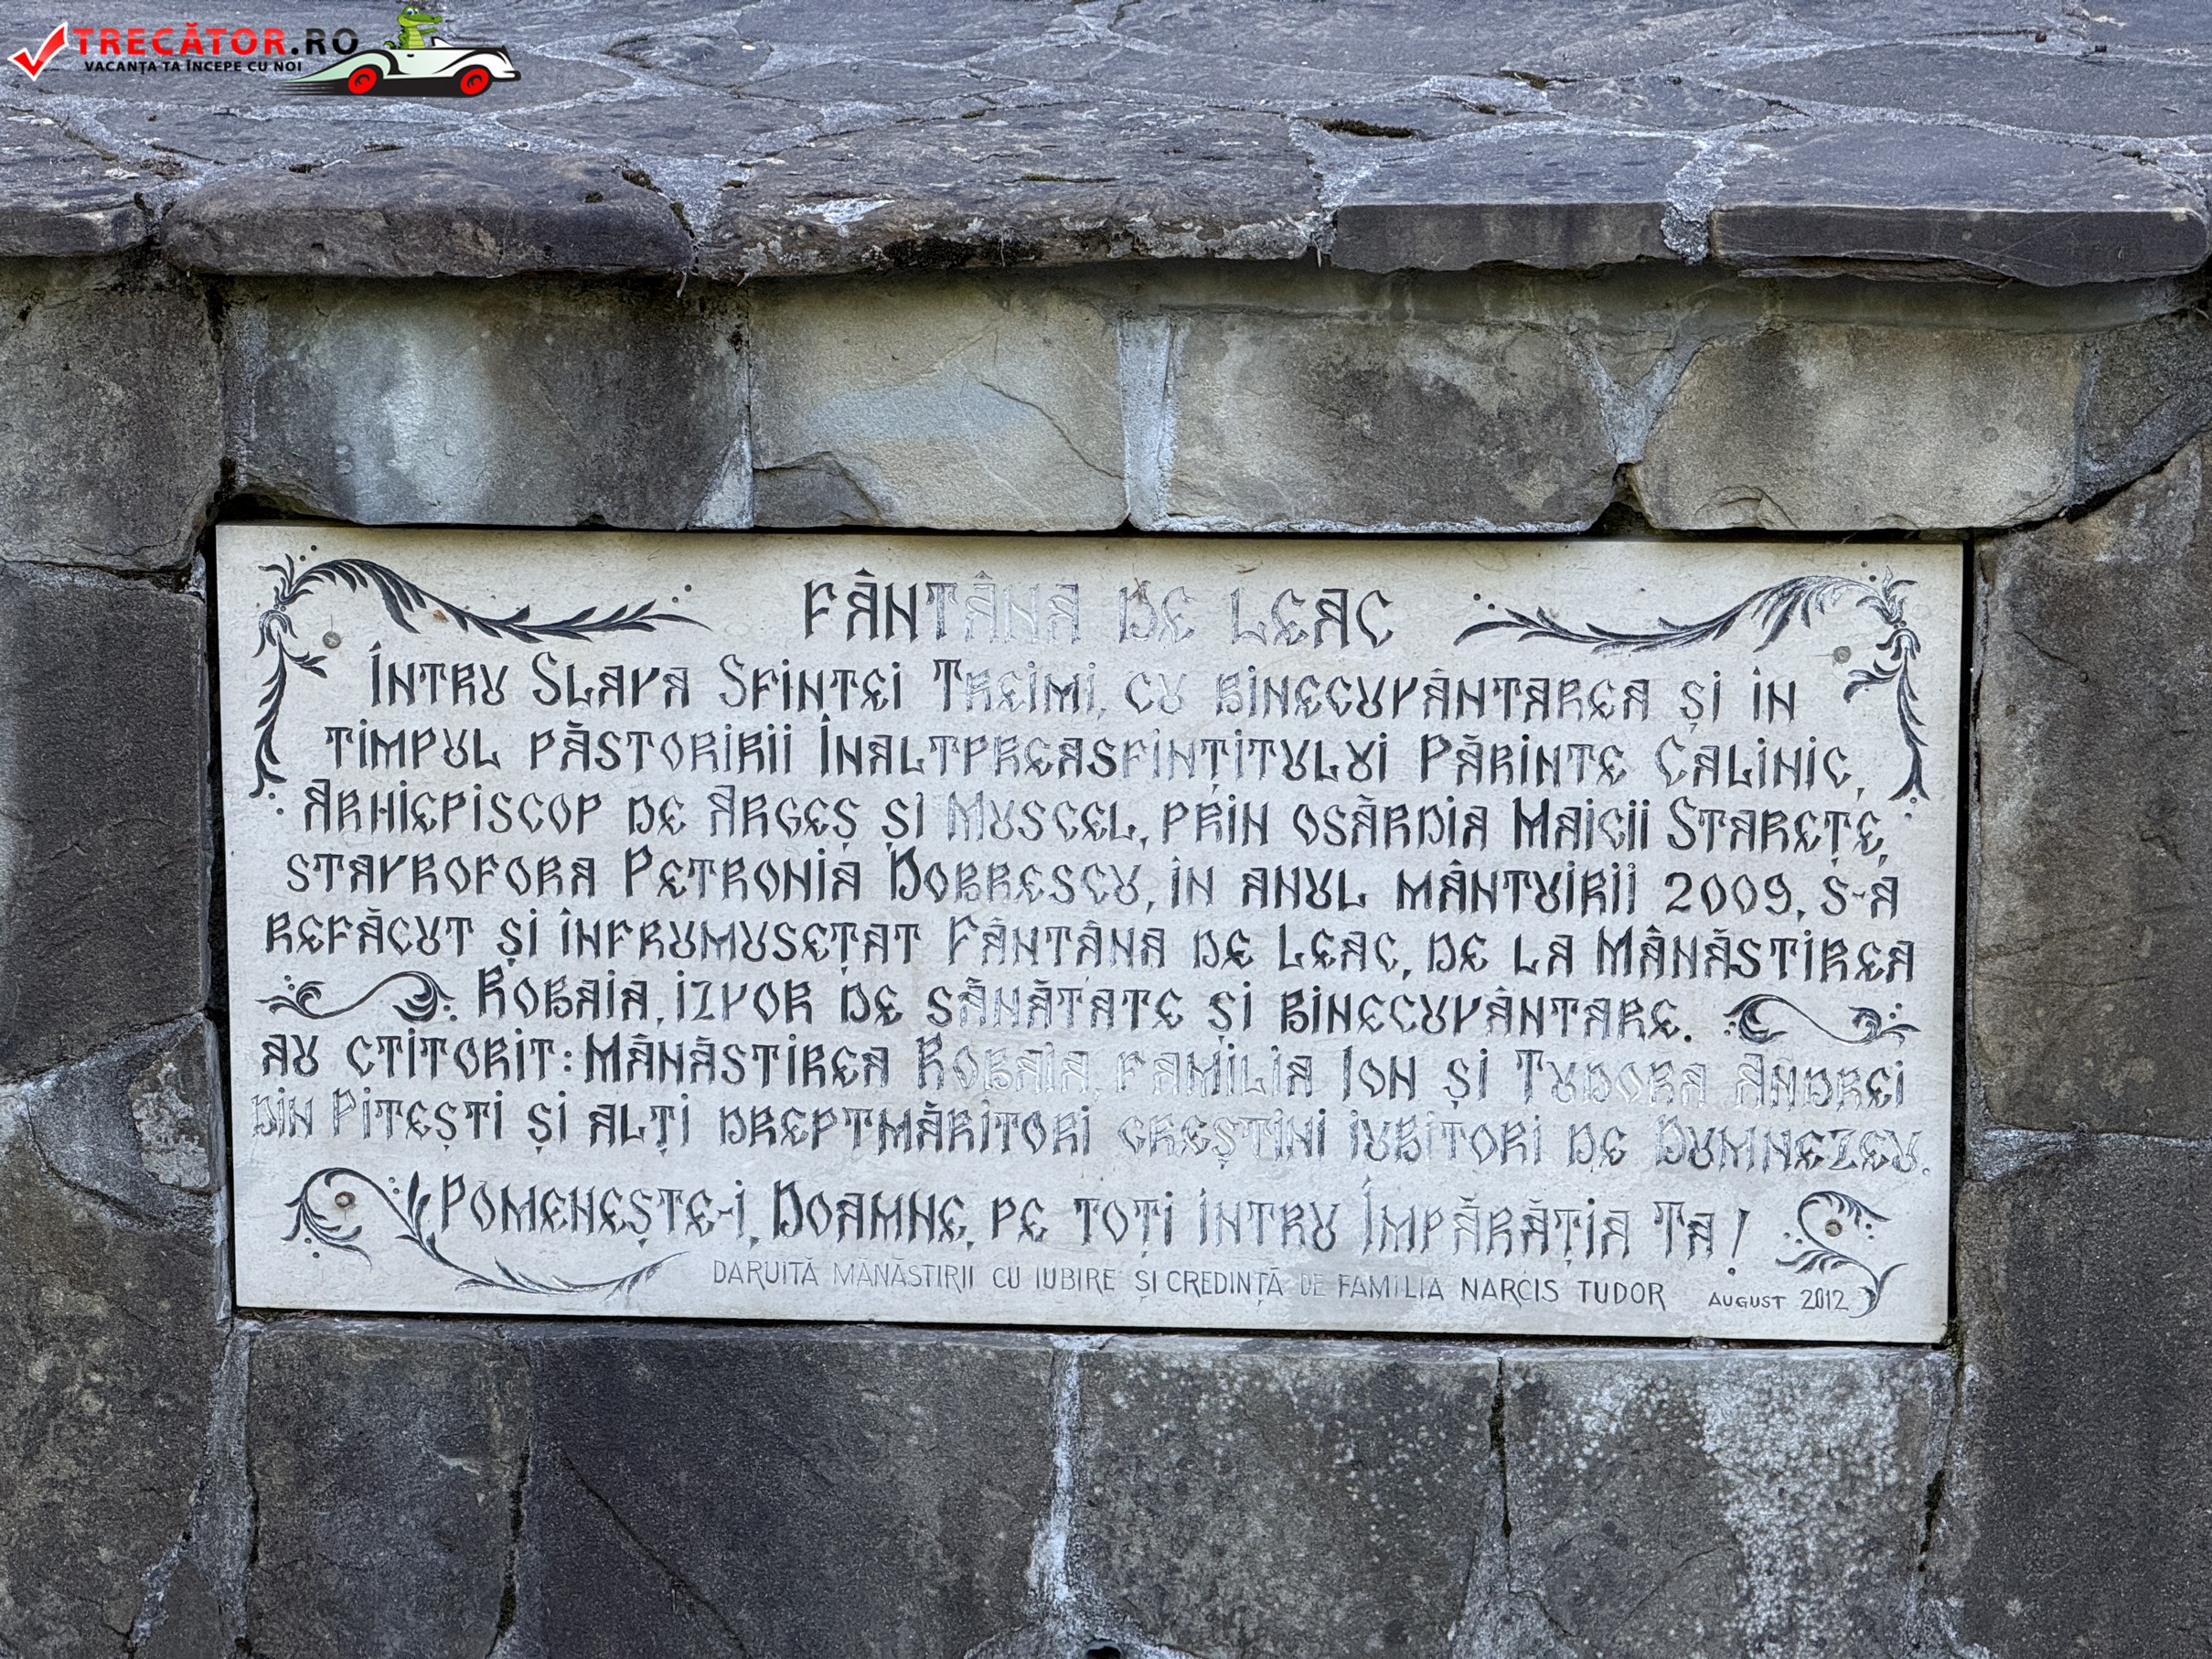 TRECĂTOR.RO
VACANȚA TA ÎNCEPE CU NOI
FÂNTÂNA DE LEAC
ÎNTRU SLAVA SFINTEI TREIMI, CU BINECUVÂNTAREA ȘI ÎN
TIMPUL PĂSTORIRII ÎNALTPREASFINȚITULUI PĂRINTE CALINIC,
ARHIEPISCOP DE ARGEȘ ȘI MUSCEL, PRIN OSÂRDIA MAICII STAREȚE,
STAVROFORA PETRONIA DOBRESCU, ÎN ANUL MÂNTUIRII 2009, S-A
REFĂCUT ȘI ÎNFRUMUSEȚAT FÂNTÂNA DE LEAC, DE LA MÂNĂSTIREA
ROBAIA, IZVOR DE SĂNĂTATE ȘI BINECUVÂNTARE.
AU CTITORIT: MÂNĂSTIREA ROBAIA, FAMILIA ION ȘI TUDORA ANDREI
DIN PITEȘTI ȘI ALȚI DREPTMĂRITORI CREȘTINI IUBITORI DE DUMNEZEU.
POMENEȘTE-I, DOAMNE, PE TOȚI ÎNTRU ÎMPĂRĂȚIA TA!
DARUITĂ MĂNĂSTIRII CU IUBIRE ȘI CREDINȚĂ DE FAMILIA NARCIS TUDOR AUGUST 2012